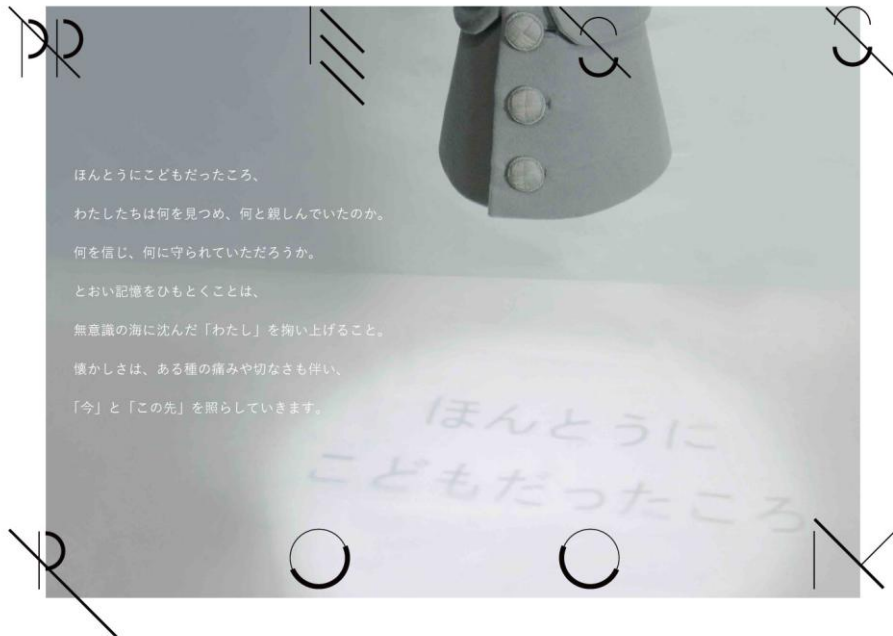 ほんとうにこどもだったころ、
わたしたちは何を見つめ、何と親しんでいたのか。
何を信じ、何に守られていただろうか。
とおい記憶をひもとくことは、
無意識の海に沈んだ「わたし」を掬い上げること。
懐かしさは、ある種の痛みや切なさも伴い、
「今」と「この先」を照らしていきます。
ほんとうに
こどもだったころ